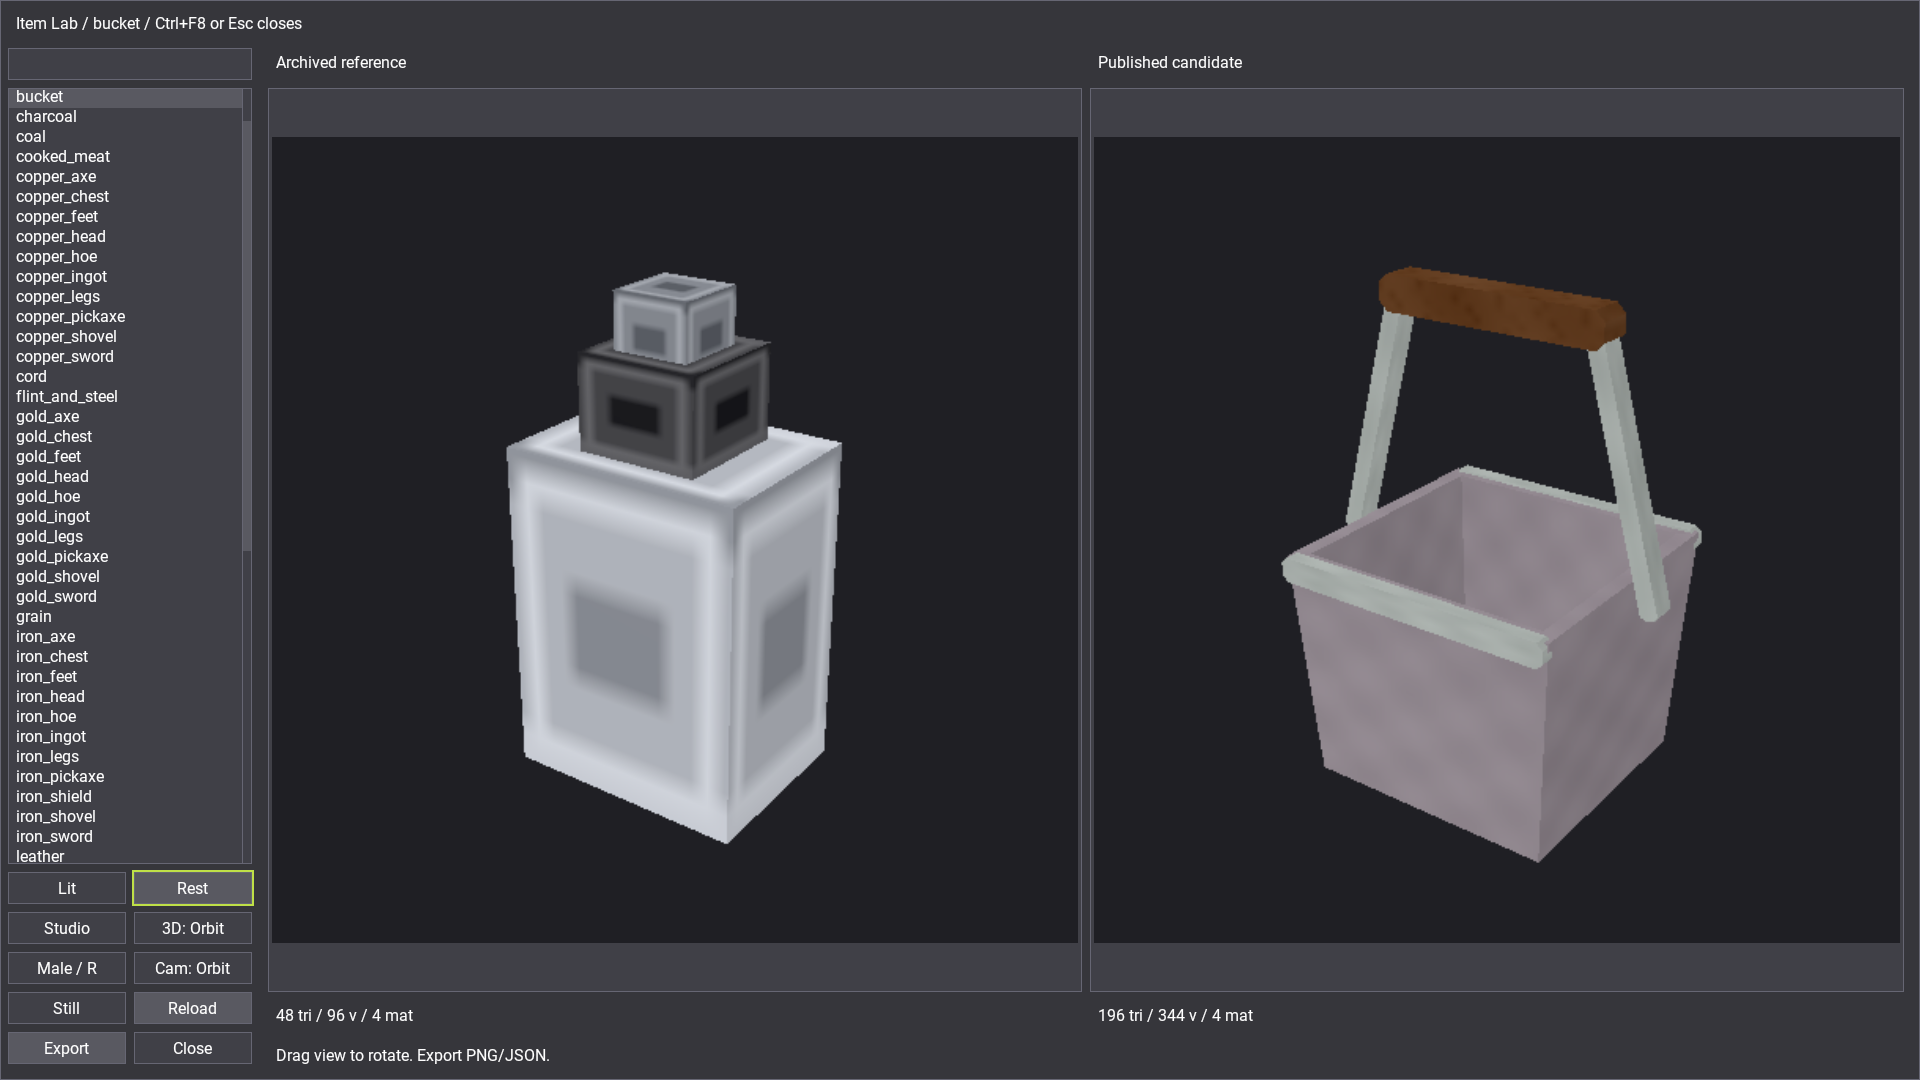 Item Lab / bucket / Ctrl+F8 or Esc closes
Archived reference
Published candidate
bucket
charcoal
coal
cooked_meat
copper_axe
copper_chest
copper_feet
copper_head
copper_hoe
copper_ingot
copper_legs
copper_pickaxe
copper_shovel
copper_sword
cord
flint_and_steel
gold_axe
gold_chest
gold_feet
gold_head
gold_hoe
gold_ingot
gold_legs
gold_pickaxe
gold_shovel
gold_sword
grain
iron_axe
iron_chest
iron_feet
iron_head
iron_hoe
iron_ingot
iron_legs
iron_pickaxe
iron_shield
iron_shovel
iron_sword
leather
Lit
Rest
Studio
3D: Orbit
Male / R
Cam: Orbit
Still
Reload
Export
Close
48 tri / 96 v / 4 mat
196 tri / 344 v / 4 mat
Drag view to rotate. Export PNG/JSON.